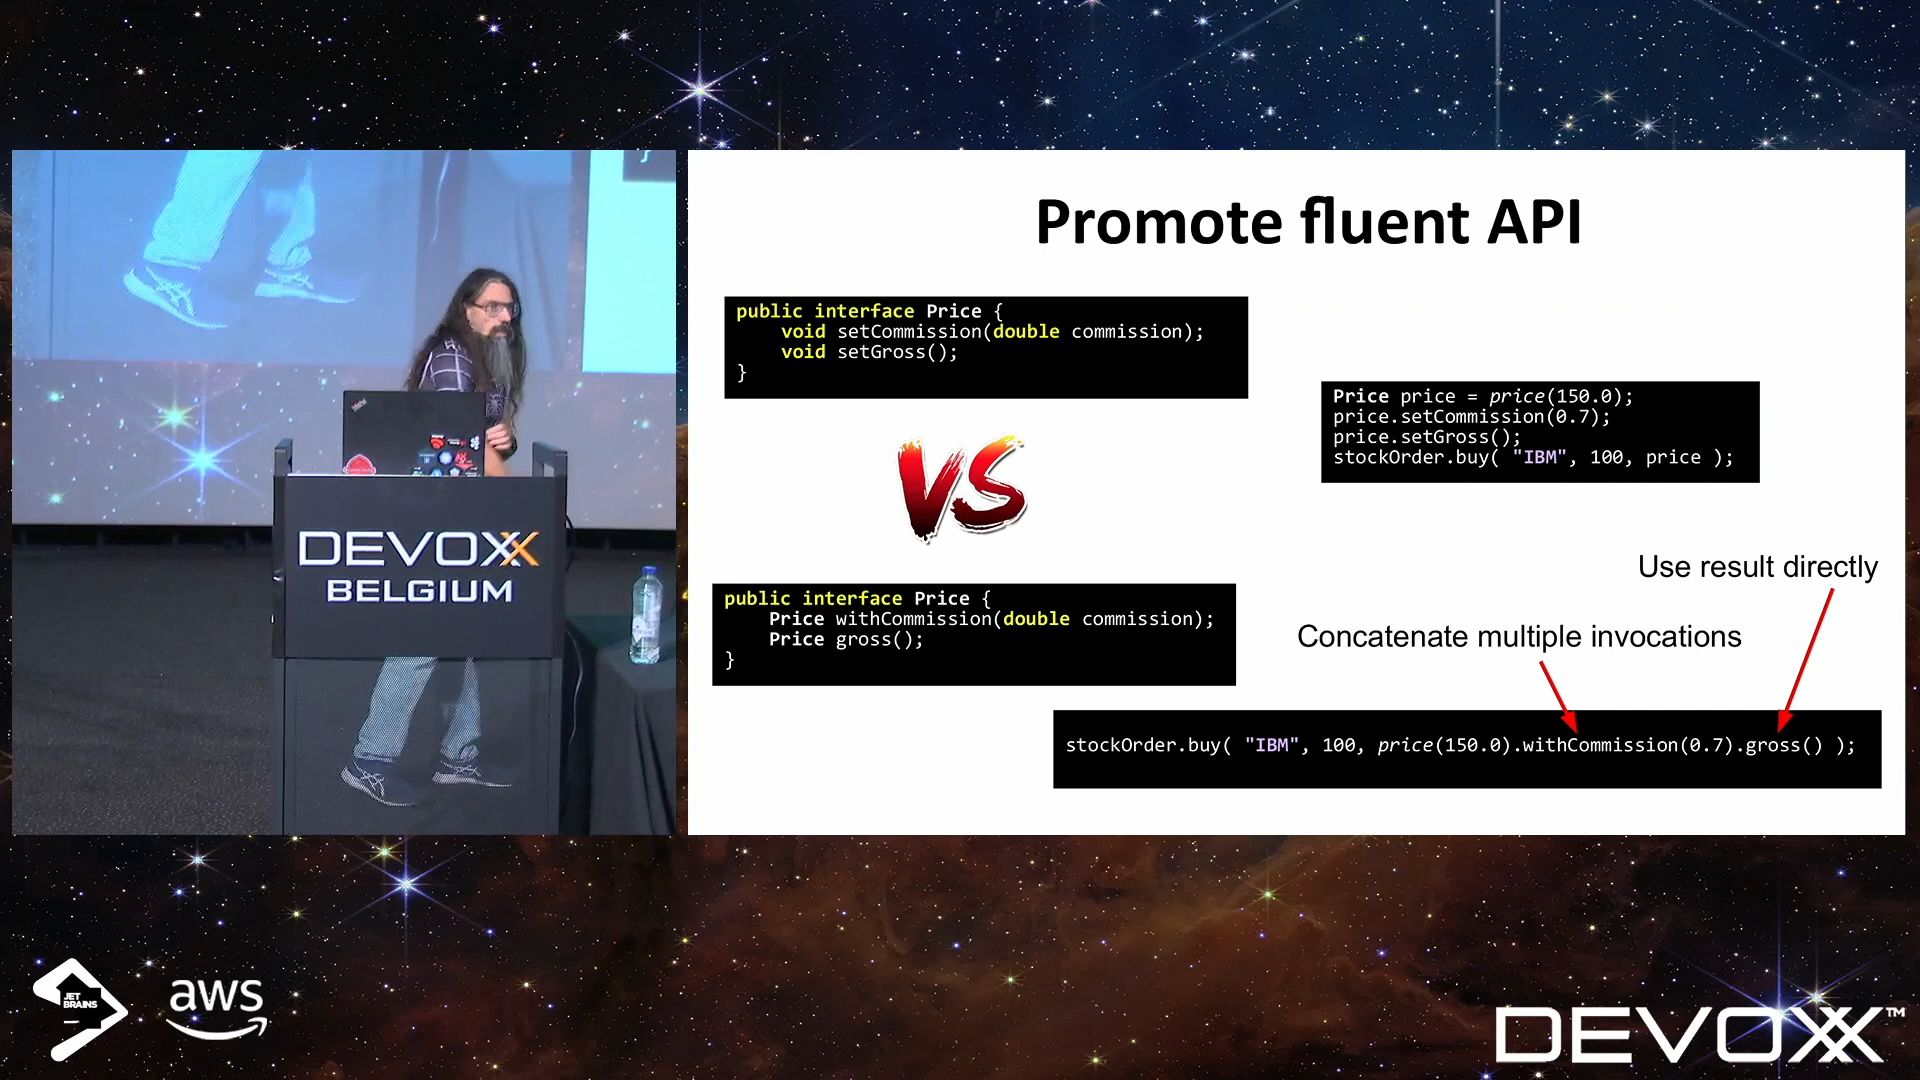 Promote fluent API
public interface Price {
    void setCommission(double commission);
    void setGross();
}
VS
Price price = price(150.0);
price.setCommission(0.7);
price.setGross();
stockOrder.buy( "IBM", 100, price );
public interface Price {
    Price withCommission(double commission);
    Price gross();
}
Use result directly
Concatenate multiple invocations
stockOrder.buy( "IBM", 100, price(150.0).withCommission(0.7).gross() );
DEVOXX
BELGIUM
JET
BRAINS
aws
DEVOXX™